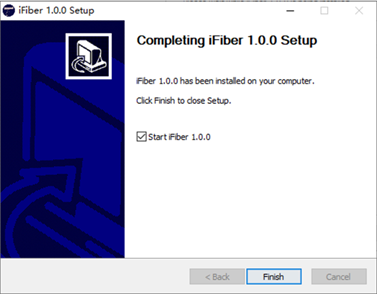 iFiber 1.0.0 Setup
Completing iFiber 1.0.0 Setup
iFiber 1.0.0 has been installed on your computer.
Click Finish to close Setup.
Start iFiber 1.0.0
< Back
Finish
Cancel